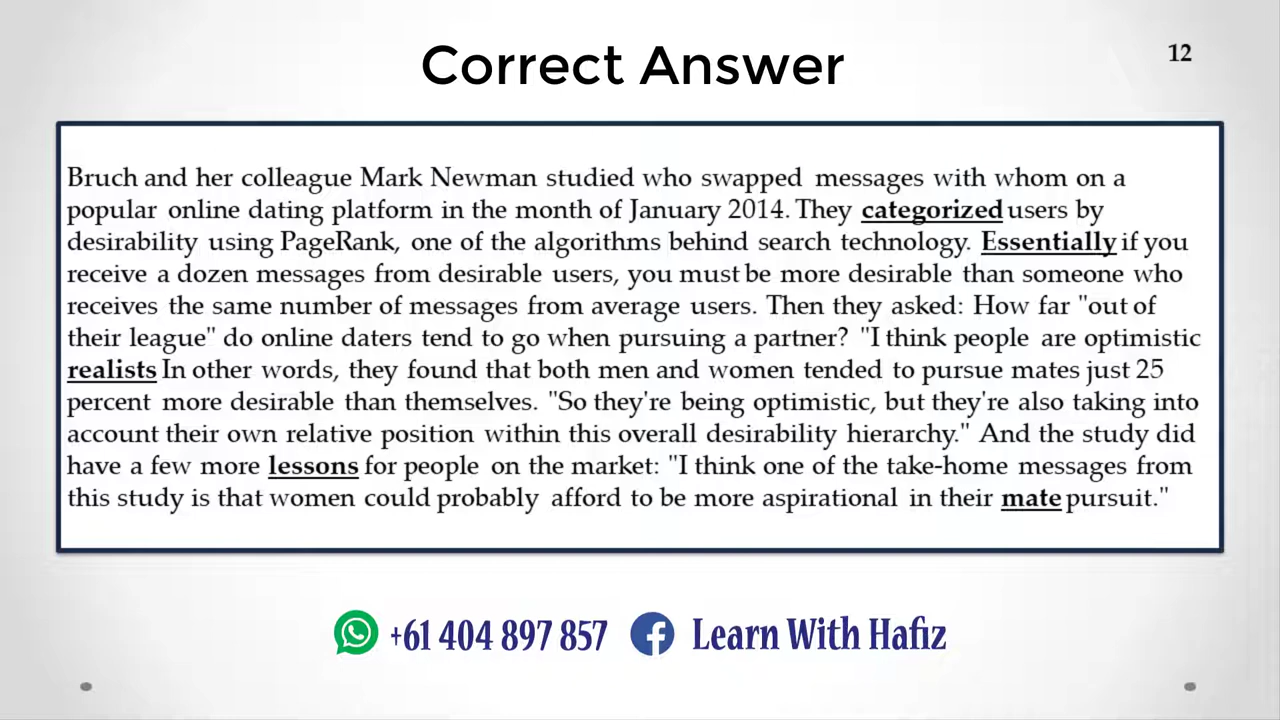 Correct Answer
12
Bruch and her colleague Mark Newman studied who swapped messages with whom on a
popular online dating platform in the month of January 2014. They categorized users by
desirability using PageRank, one of the algorithms behind search technology. Essentially if you
receive a dozen messages from desirable users, you must be more desirable than someone who
receives the same number of messages from average users. Then they asked: How far "out of
their league" do online daters tend to go when pursuing a partner? "I think people are optimistic
realists In other words, they found that both men and women tended to pursue mates just 25
percent more desirable than themselves. "So they're being optimistic, but they're also taking into
account their own relative position within this overall desirability hierarchy." And the study did
have a few more lessons for people on the market: "I think one of the take-home messages from
this study is that women could probably afford to be more aspirational in their mate pursuit."
+61 404 897 857 Learn With Hafiz